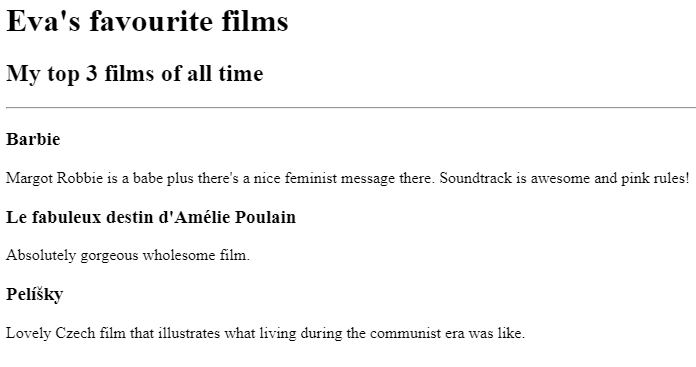 Eva's favourite films
My top 3 films of all time
Barbie
Margot Robbie is a babe plus there's a nice feminist message there. Soundtrack is awesome and pink rules!
Le fabuleux destin d'Amélie Poulain
Absolutely gorgeous wholesome film.
Pelíšky
Lovely Czech film that illustrates what living during the communist era was like.